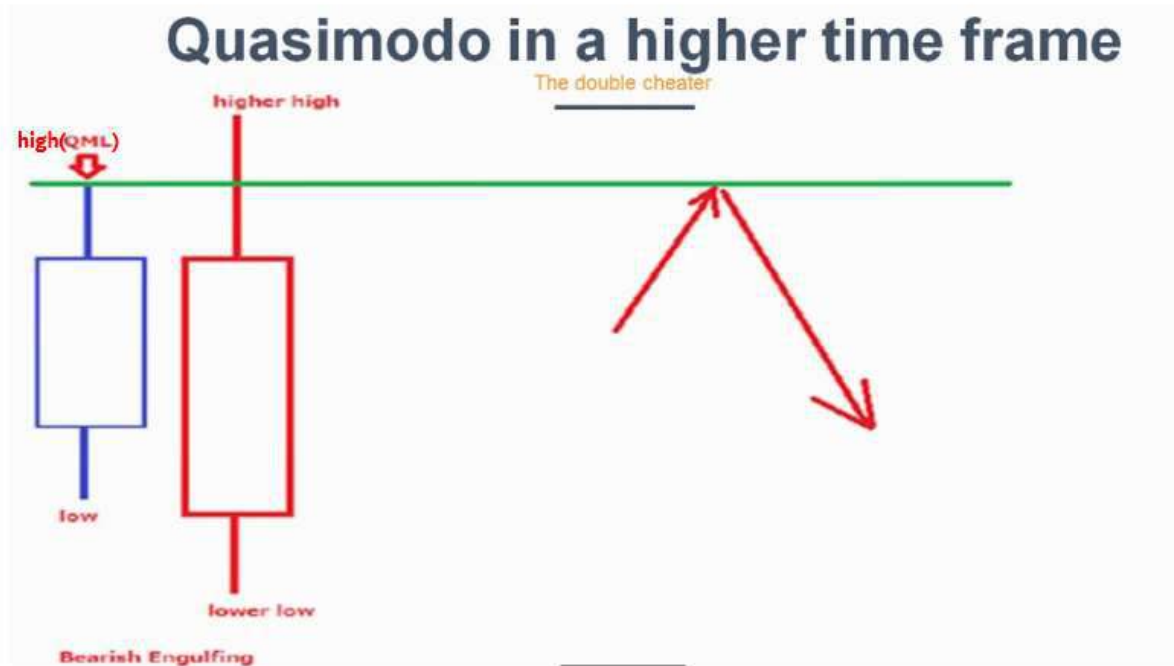 Quasimodo in a higher time frame
The double cheater
higher high
high(QML)
low
lower low
Bearish Engulfing